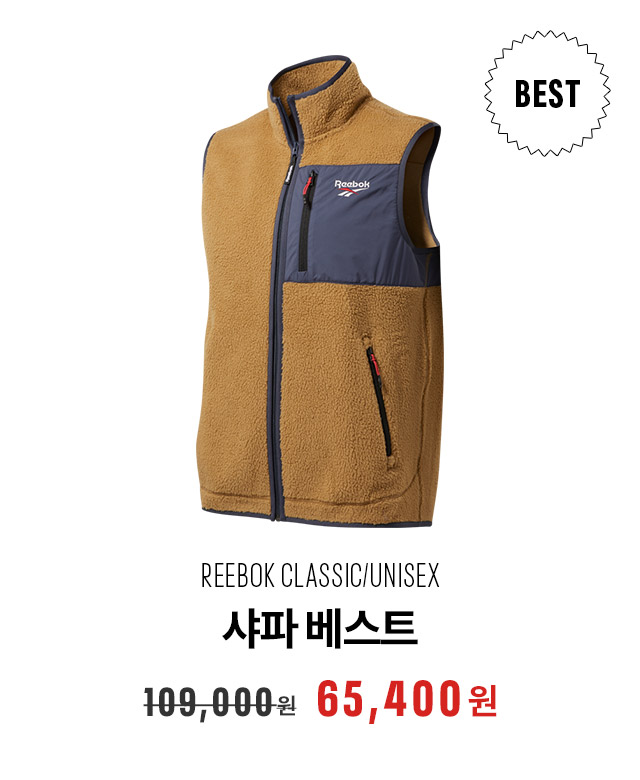 BEST
Reebok
REEBOK CLASSIC/UNISEX
샤파 베스트
109,000원 65,400원